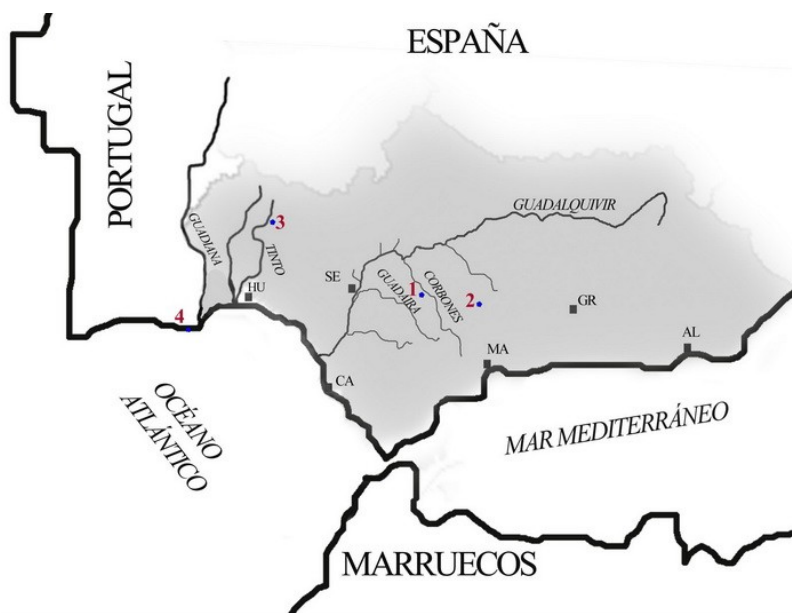 ESPAÑA
PORTUGAL
GUADIANA
TINTO
3
GUADALQUIVIR
SE
HU
1
GUADAIRA
CORBONES
2
GR
4
AL
MA
CA
OCÉANO
ATLÁNTICO
MAR MEDITERRÁNEO
MARRUECOS